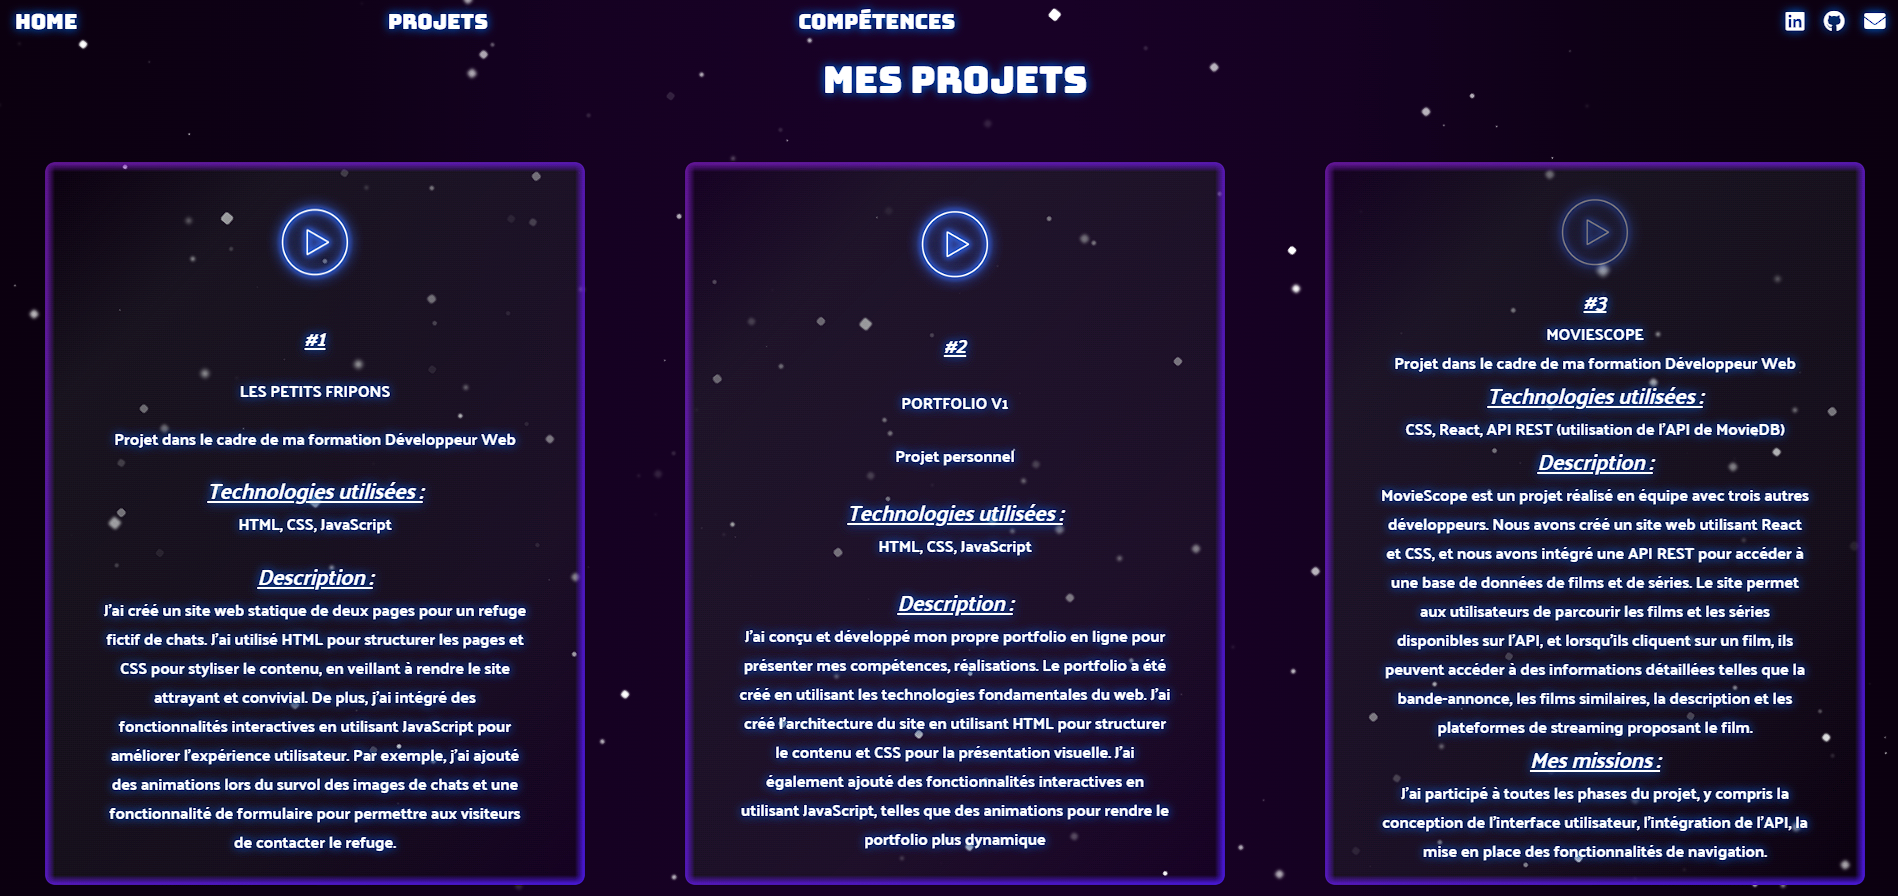 HOME
PROJETS
COMPÉTENCES
MES PROJETS
#1
LES PETITS FRIPONS
Projet dans le cadre de ma formation Développeur Web
Technologies utilisées :
HTML, CSS, JavaScript
Description :
J'ai créé un site web statique de deux pages pour un refuge
fictif de chats. J'ai utilisé HTML pour structurer les pages et
CSS pour styliser le contenu, en veillant à rendre le site
attrayant et convivial. De plus, j'ai intégré des
fonctionnalités interactives en utilisant JavaScript pour
améliorer l'expérience utilisateur. Par exemple, j'ai ajouté
des animations lors du survol des images de chats et une
fonctionnalité de formulaire pour permettre aux visiteurs
de contacter le refuge.
#2
PORTFOLIO V1
Projet personnel
Technologies utilisées :
HTML, CSS, JavaScript
Description :
J'ai conçu et développé mon propre portfolio en ligne pour
présenter mes compétences, réalisations. Le portfolio a été
créé en utilisant les technologies fondamentales du web. J'ai
créé l'architecture du site en utilisant HTML pour structurer
le contenu et CSS pour la présentation visuelle. J'ai
également ajouté des fonctionnalités interactives en
utilisant JavaScript, telles que des animations pour rendre le
portfolio plus dynamique
#3
MOVIESCOPE
Projet dans le cadre de ma formation Développeur Web
Technologies utilisées :
CSS, React, API REST (utilisation de l'API de MovieDB)
Description :
MovieScope est un projet réalisé en équipe avec trois autres
développeurs. Nous avons créé un site web utilisant React
et CSS, et nous avons intégré une API REST pour accéder à
une base de données de films et de séries. Le site permet
aux utilisateurs de parcourir les films et les séries
disponibles sur l'API, et lorsqu'ils cliquent sur un film, ils
peuvent accéder à des informations détaillées telles que la
bande-annonce, les films similaires, la description et les
plateformes de streaming proposant le film.
Mes missions :
J'ai participé à toutes les phases du projet, y compris la
conception de l'interface utilisateur, l'intégration de l'API, la
mise en place des fonctionnalités de navigation.